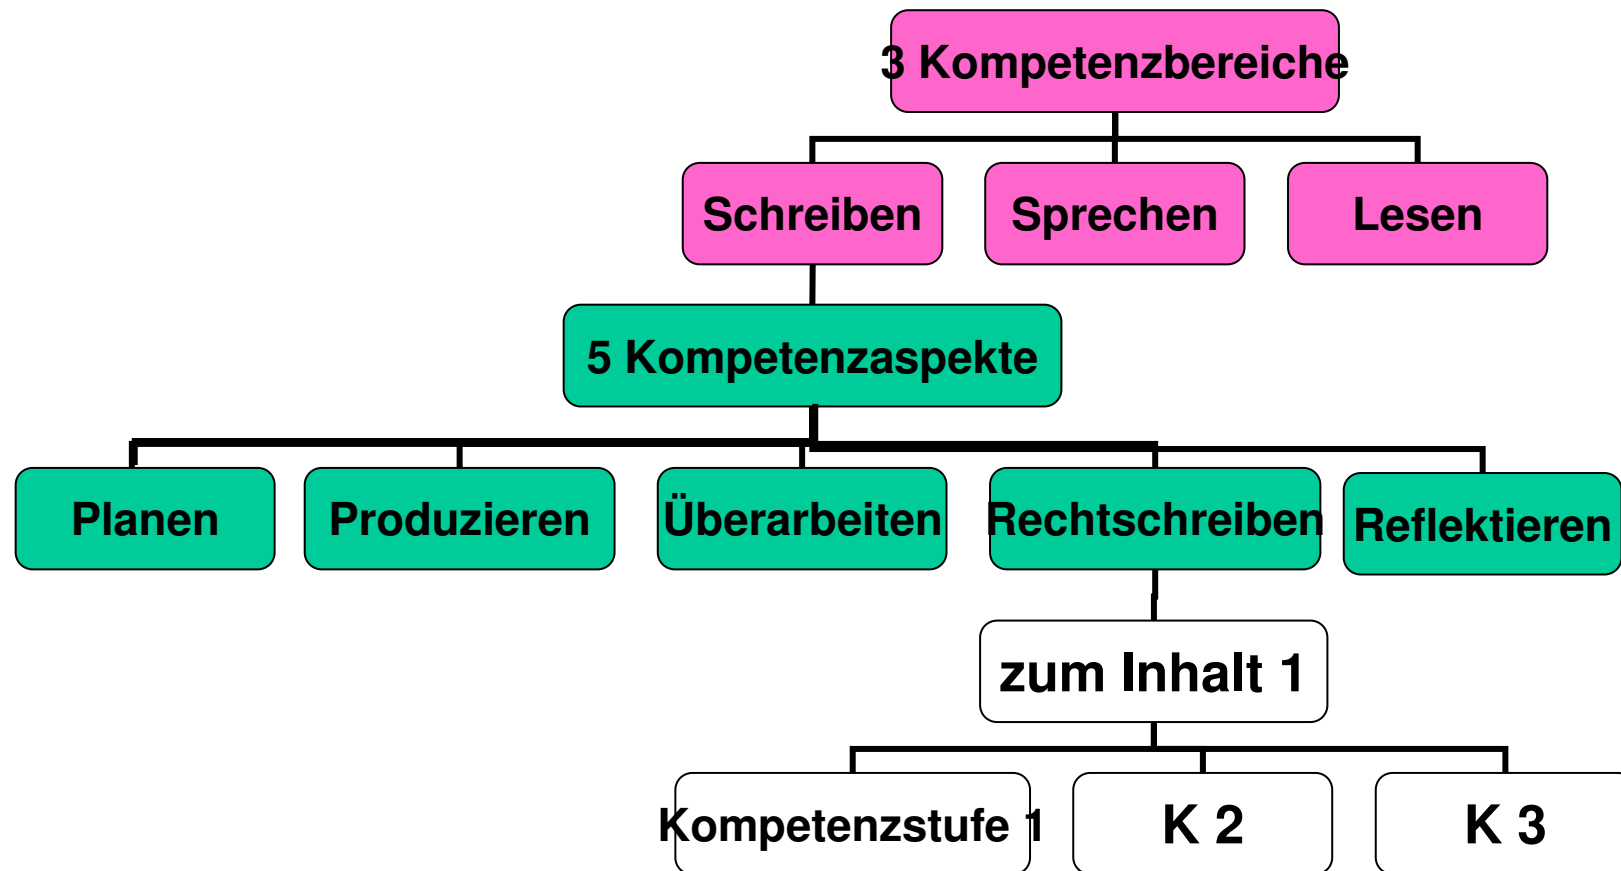 3 Kompetenzbereiche
Schreiben
Sprechen
Lesen
5 Kompetenzaspekte
Planen
Produzieren
Überarbeiten
Rechtschreiben
Reflektieren
zum Inhalt 1
Kompetenzstufe 1
K 2
K 3